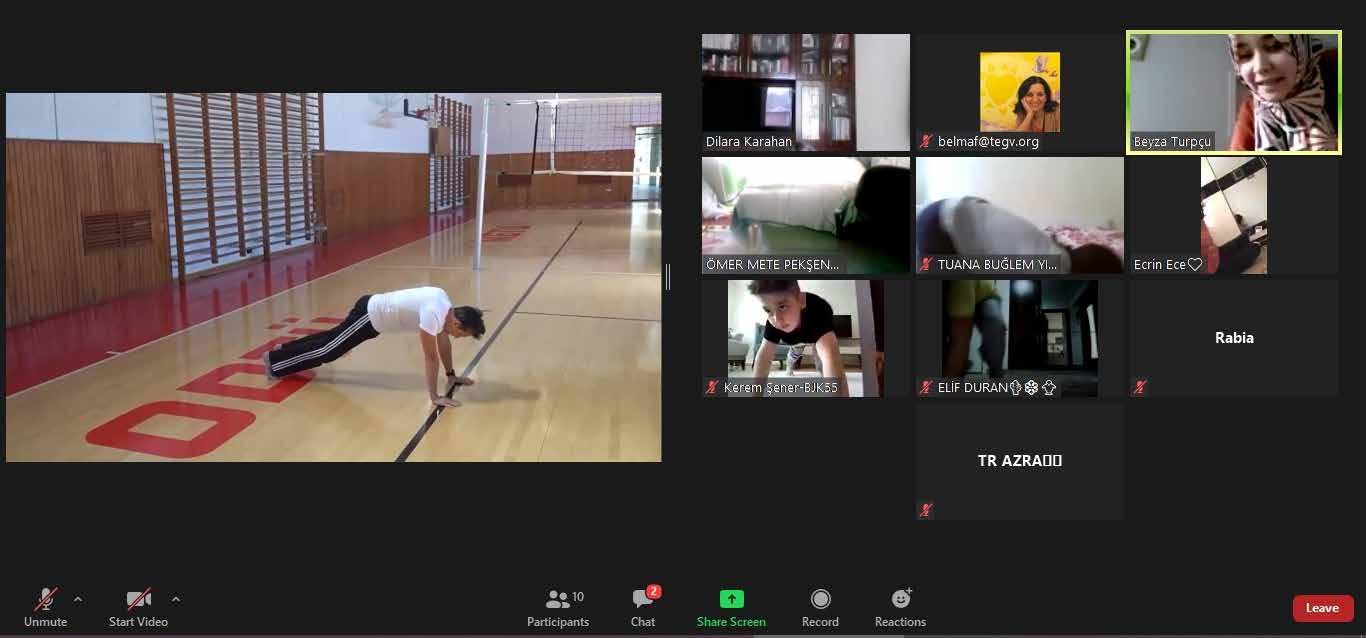 ODTÜ
Dilara Karahan
belmaf@tegv.org
Beyza Turpçu
ÖMER METE PEKŞEN...
TUANA BUĞLEM YI...
Ecrin Ece♡
Kerem Şener-BJK55
ELİF DURAN
Rabia
TR AZRA
Unmute
Start Video
10
Participants
2
Chat
Share Screen
Record
Reactions
Leave